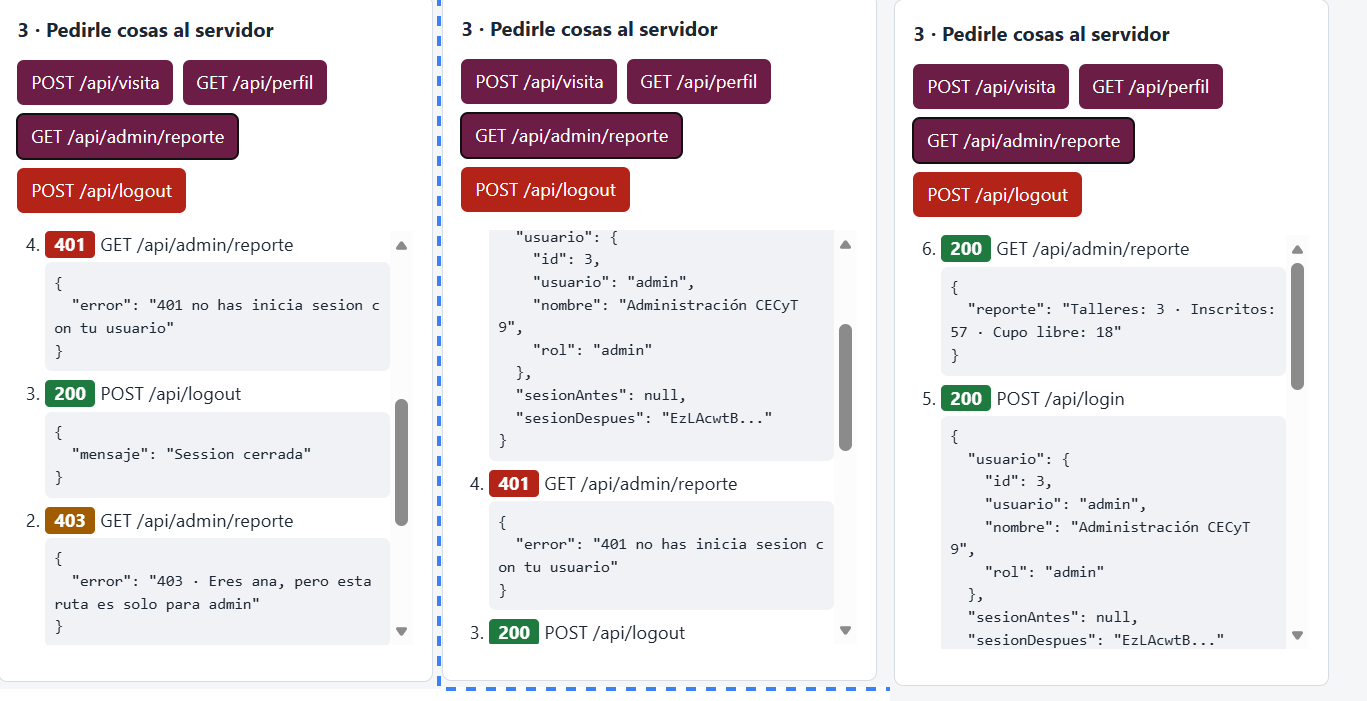 3 · Pedirle cosas al servidor
POST /api/visita
GET /api/perfil
GET /api/admin/reporte
POST /api/logout
4. 401 GET /api/admin/reporte
{
"error": "401 no has inicia sesion c
on tu usuario"
}
3. 200 POST /api/logout
{
"mensaje": "Session cerrada"
}
2. 403 GET /api/admin/reporte
{
"error": "403 · Eres ana, pero esta
ruta es solo para admin"
}
3 · Pedirle cosas al servidor
POST /api/visita
GET /api/perfil
GET /api/admin/reporte
POST /api/logout
"usuario": {
"id": 3,
"usuario": "admin",
"nombre": "Administración CECyT
9",
"rol": "admin"
},
"sesionAntes": null,
"sesionDespues": "EzLAcwtB..."
}
4. 401 GET /api/admin/reporte
{
"error": "401 no has inicia sesion c
on tu usuario"
}
3. 200 POST /api/logout
3 · Pedirle cosas al servidor
POST /api/visita
GET /api/perfil
GET /api/admin/reporte
POST /api/logout
6. 200 GET /api/admin/reporte
{
"reporte": "Talleres: 3 · Inscritos:
57 · Cupo libre: 18"
}
5. 200 POST /api/login
{
"usuario": {
"id": 3,
"usuario": "admin",
"nombre": "Administración CECyT
9",
"rol": "admin"
},
"sesionAntes": null,
"sesionDespues": "EzLAcwtB..."